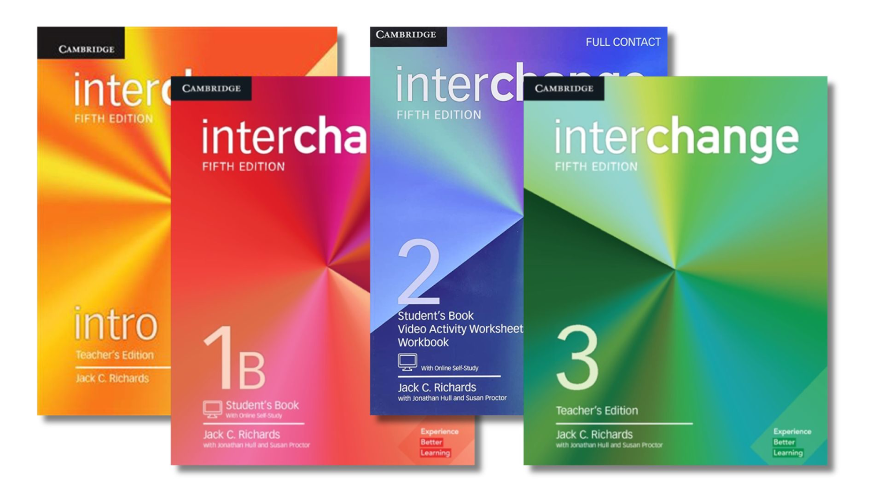 CAMBRIDGE
FIFTH EDITION
intro
Teacher's Edition
Jack C. Richards
CAMBRIDGE
FIFTH EDITION
1B
Student's Book
With Online Self-Study
Jack C. Richards
with Jonathan Hull and Susan Proctor
Experience
Better
Learning
CAMBRIDGE
FULL CONTACT
FIFTH EDITION
2
Student's Book
Video Activity Worksheet
Workbook
With Online Self-Study
Jack C. Richards
with Jonathan Hull and Susan Proctor
CAMBRIDGE
interchange
FIFTH EDITION
3
Teacher's Edition
Jack C. Richards
with Jonathan Hull and Susan Proctor
Experience
Better
Learning